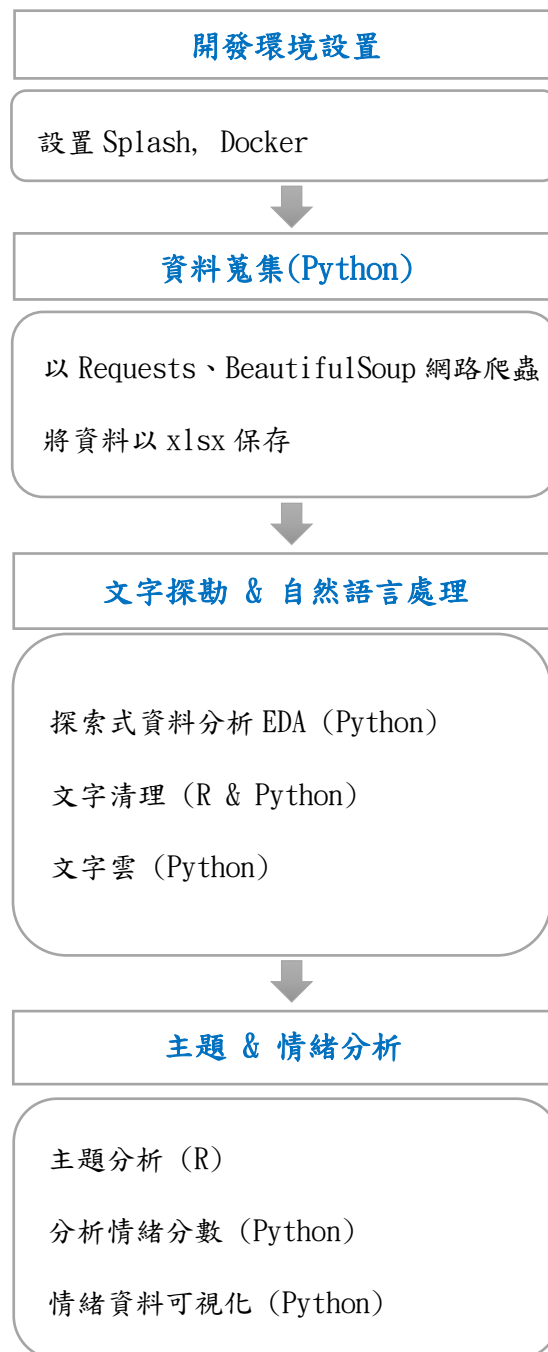 開發環境設置
設置 Splash, Docker
資料蒐集(Python)
以 Requests、BeautifulSoup 網路爬蟲
將資料以 xlsx 保存
文字探勘 & 自然語言處理
探索式資料分析 EDA (Python)
文字清理 (R & Python)
文字雲 (Python)
主題 & 情緒分析
主題分析 (R)
分析情緒分數 (Python)
情緒資料可視化 (Python)